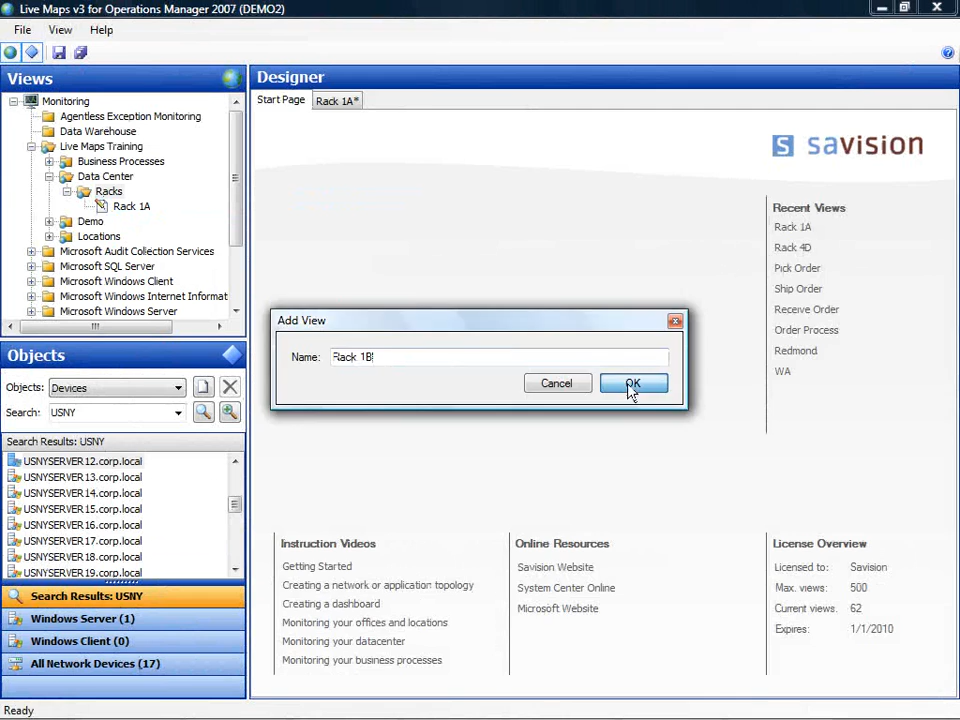 Live Maps v3 for Operations Manager 2007 (DEMO2)
File View Help
Views
Monitoring
Agentless Exception Monitoring
Data Warehouse
Live Maps Training
Business Processes
Data Center
Racks
Rack 1A
Demo
Locations
Microsoft Audit Collection Services
Microsoft SQL Server
Microsoft Windows Client
Microsoft Windows Internet Informat
Microsoft Windows Server
Objects
Objects: Devices
Search: USNY
Search Results: USNY
USNYSERVER12.corp.local
USNYSERVER13.corp.local
USNYSERVER14.corp.local
USNYSERVER15.corp.local
USNYSERVER16.corp.local
USNYSERVER17.corp.local
USNYSERVER18.corp.local
USNYSERVER19.corp.local
Search Results: USNY
Windows Server (1)
Windows Client (0)
All Network Devices (17)
Designer
Start Page Rack 1A*
S savision
Recent Views
Rack 1A
Rack 4D
Pick Order
Ship Order
Receive Order
Order Process
Redmond
WA
Add View
Name: Rack 1B
Cancel OK
Instruction Videos
Getting Started
Creating a network or application topology
Creating a dashboard
Monitoring your offices and locations
Monitoring your datacenter
Monitoring your business processes
Online Resources
Savision Website
System Center Online
Microsoft Website
License Overview
Licensed to: Savision
Max. views: 500
Current views: 62
Expires: 1/1/2010
Ready